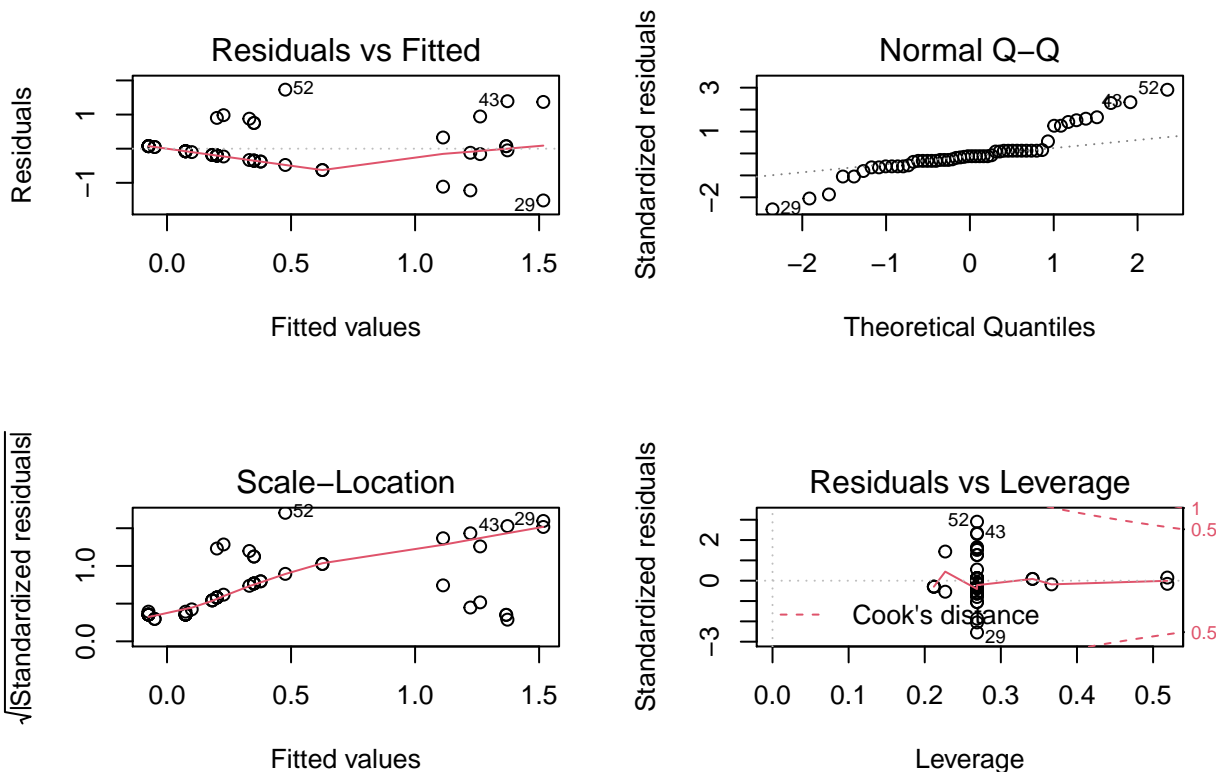 Residuals vs Fitted
Residuals
1
−1
52
43
29
0.0 0.5 1.0 1.5
Fitted values
Normal Q−Q
Standardized residuals
3
1
−2
52
43
29
−2 −1 0 1 2
Theoretical Quantiles
Scale−Location
√|Standardized residuals|
1.0
0.0
52
43
29
0.0 0.5 1.0 1.5
Fitted values
Residuals vs Leverage
Standardized residuals
2
0
−3
52
43
29
Cook's distance
1
0.5
0.5
0.0 0.1 0.2 0.3 0.4 0.5
Leverage